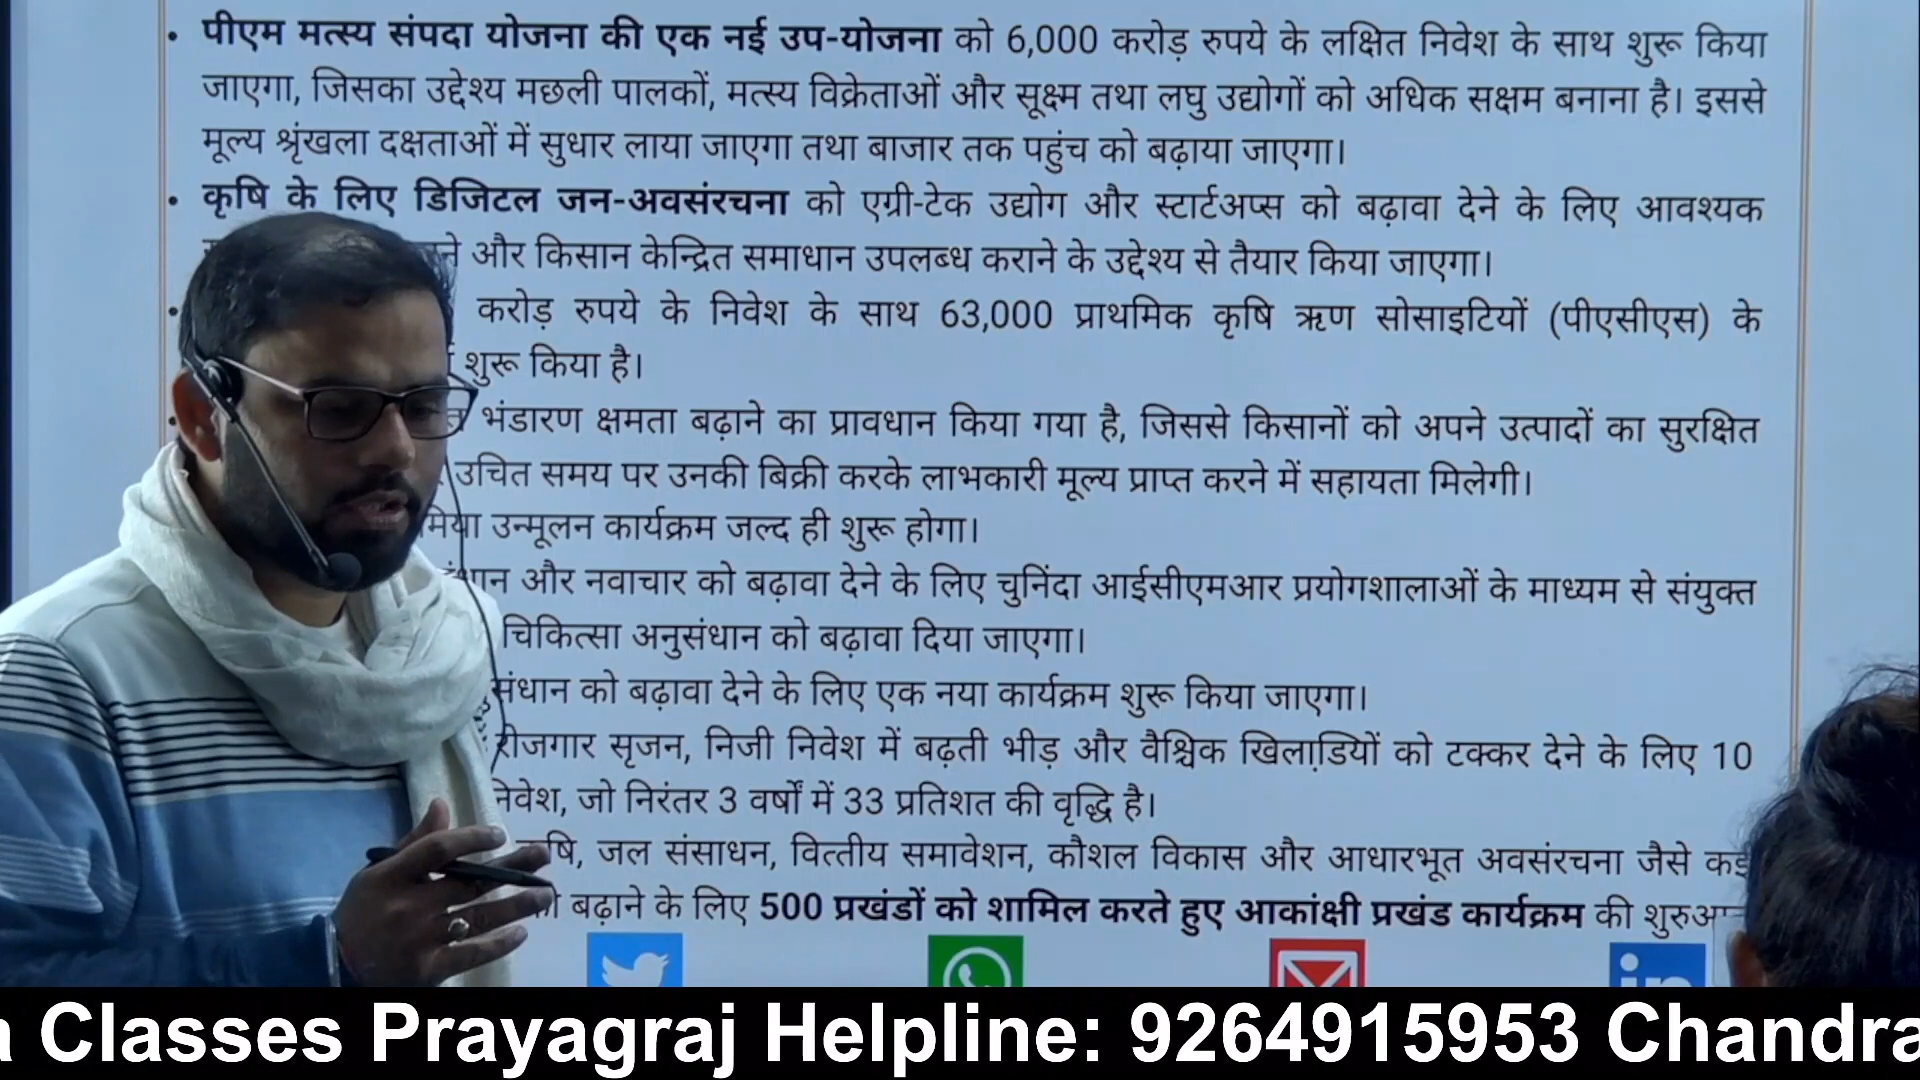 • पीएम मत्स्य संपदा योजना की एक नई उप-योजना को 6,000 करोड़ रुपये के लक्षित निवेश के साथ शुरू किया
जाएगा, जिसका उद्देश्य मछली पालकों, मत्स्य विक्रेताओं और सूक्ष्म तथा लघु उद्योगों को अधिक सक्षम बनाना है। इससे
मूल्य श्रृंखला दक्षताओं में सुधार लाया जाएगा तथा बाजार तक पहुंच को बढ़ाया जाएगा।
• कृषि के लिए डिजिटल जन-अवसंरचना को एग्री-टेक उद्योग और स्टार्टअप्स को बढ़ावा देने के लिए आवश्यक
और किसान केन्द्रित समाधान उपलब्ध कराने के उद्देश्य से तैयार किया जाएगा।
• करोड़ रुपये के निवेश के साथ 63,000 प्राथमिक कृषि ऋण सोसाइटियों (पीएसीएस) के
शुरू किया है।
भंडारण क्षमता बढ़ाने का प्रावधान किया गया है, जिससे किसानों को अपने उत्पादों का सुरक्षित
उचित समय पर उनकी बिक्री करके लाभकारी मूल्य प्राप्त करने में सहायता मिलेगी।
उन्मूलन कार्यक्रम जल्द ही शुरू होगा।
और नवाचार को बढ़ावा देने के लिए चुनिंदा आईसीएमआर प्रयोगशालाओं के माध्यम से संयुक्त
चिकित्सा अनुसंधान को बढ़ावा दिया जाएगा।
को बढ़ावा देने के लिए एक नया कार्यक्रम शुरू किया जाएगा।
रोजगार सृजन, निजी निवेश में बढ़ती भीड़ और वैश्विक खिलाड़ियों को टक्कर देने के लिए 10
निवेश, जो निरंतर 3 वर्षों में 33 प्रतिशत की वृद्धि है।
जल संसाधन, वित्तीय समावेशन, कौशल विकास और आधारभूत अवसंरचना जैसे कई
बढ़ाने के लिए 500 प्रखंडों को शामिल करते हुए आकांक्षी प्रखंड कार्यक्रम की
in
a Classes Prayagraj Helpline: 9264915953 Chandra